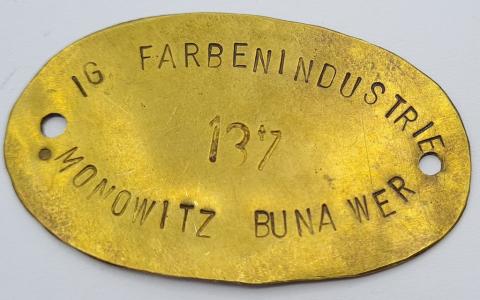 IG FARBENINDUSTRIE
137
MONOWITZ BUNA WER